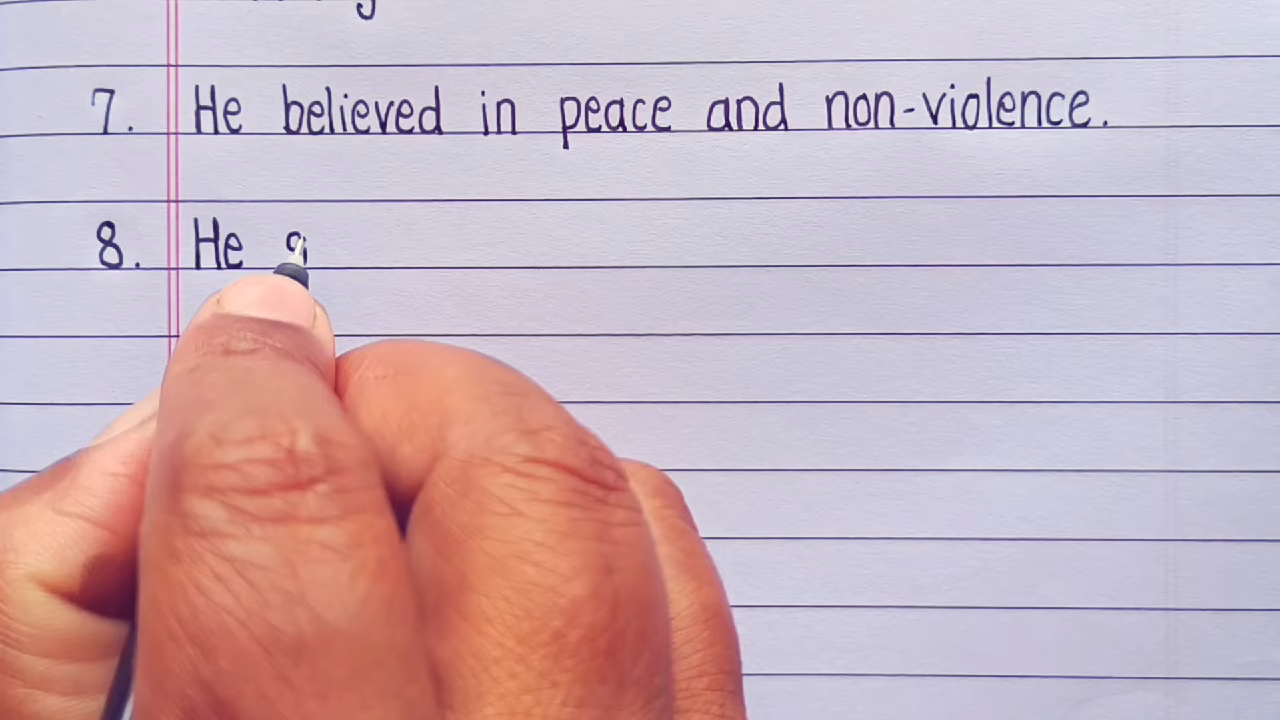 7. He believed in peace and non-violence.
8. He